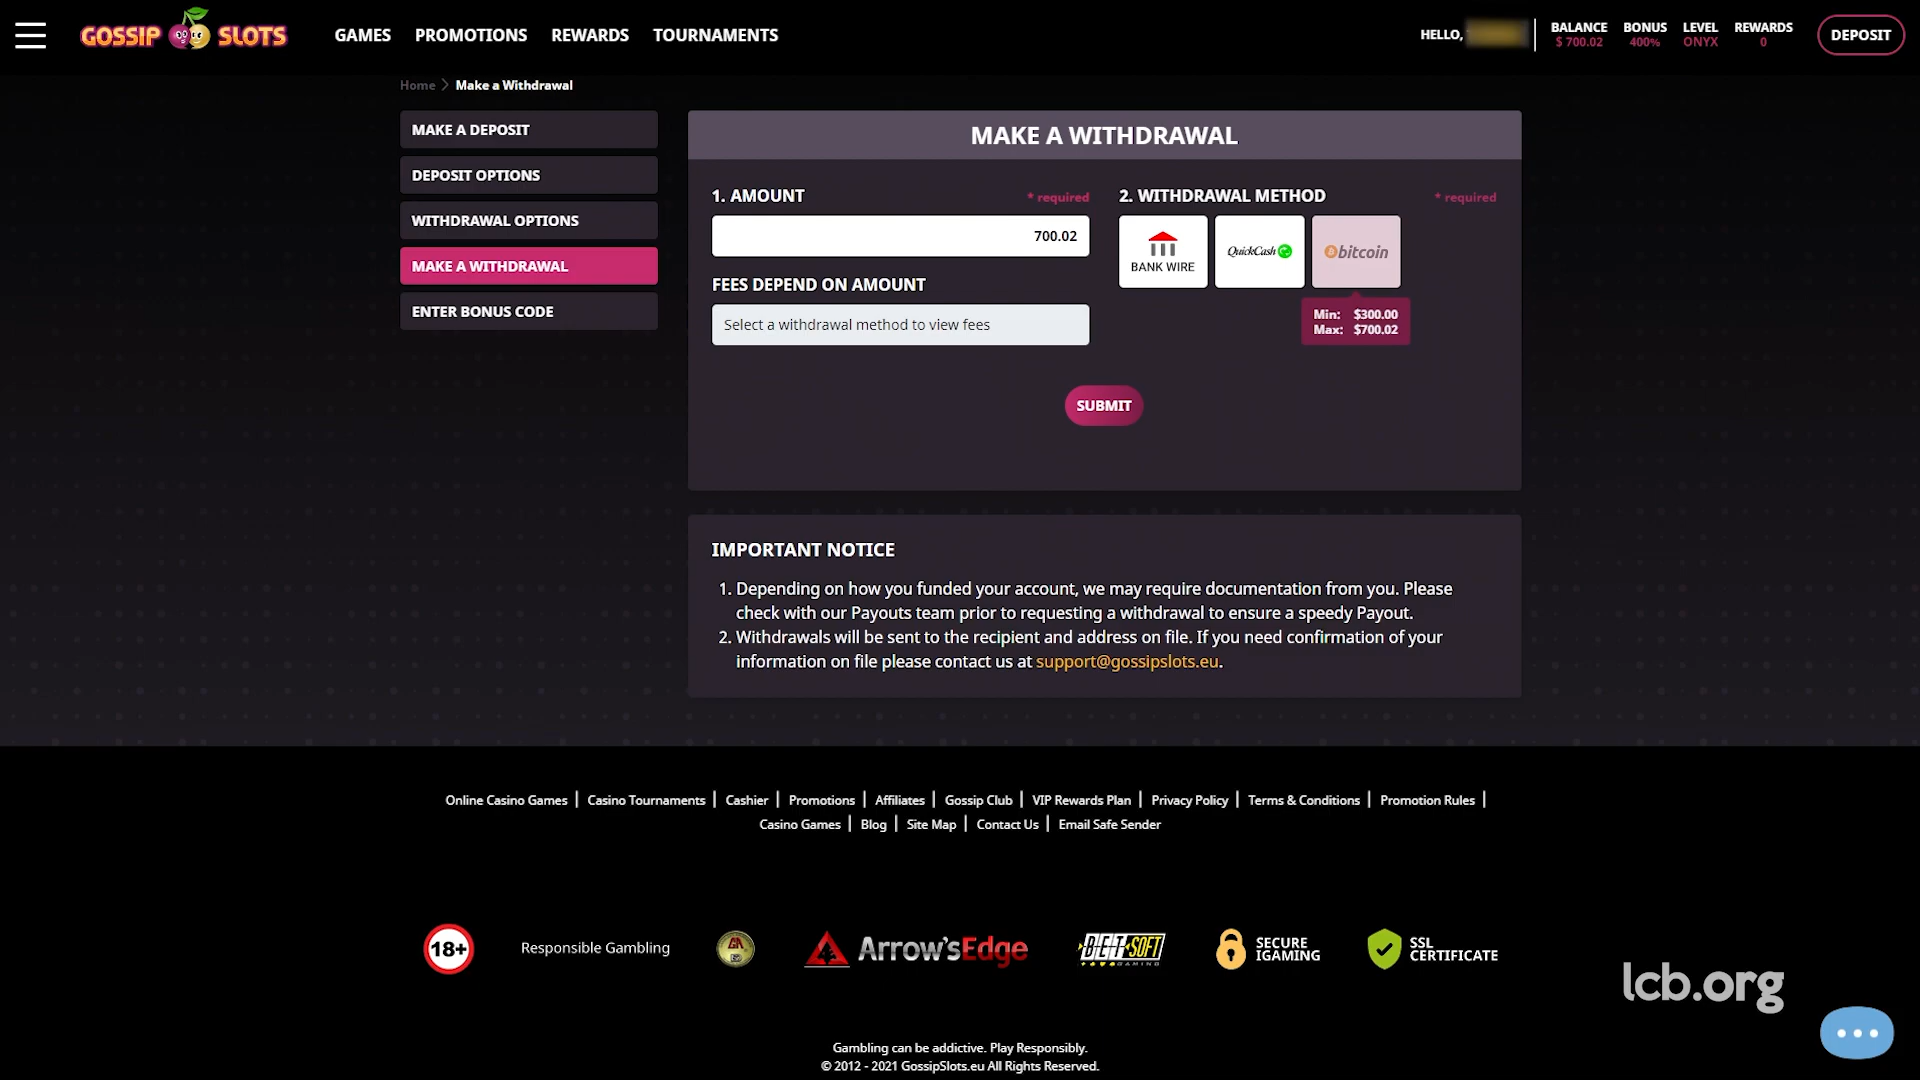 GOSSIP SLOTS
GAMES PROMOTIONS REWARDS TOURNAMENTS
HELLO,
BALANCE BONUS LEVEL REWARDS
$ 700.02 400% ONYX 0
DEPOSIT
Home Make a Withdrawal
MAKE A DEPOSIT
DEPOSIT OPTIONS
WITHDRAWAL OPTIONS
MAKE A WITHDRAWAL
ENTER BONUS CODE
MAKE A WITHDRAWAL
1. AMOUNT * required
700.02
FEES DEPEND ON AMOUNT
Select a withdrawal method to view fees
2. WITHDRAWAL METHOD * required
BANK WIRE
QuickCash
bitcoin
Min: $300.00
Max: $700.02
SUBMIT
IMPORTANT NOTICE
1. Depending on how you funded your account, we may require documentation from you. Please
check with our Payouts team prior to requesting a withdrawal to ensure a speedy Payout.
2. Withdrawals will be sent to the recipient and address on file. If you need confirmation of your
information on file please contact us at support@gossipslots.eu.
Online Casino Games | Casino Tournaments | Cashier | Promotions | Affiliates | Gossip Club | VIP Rewards Plan | Privacy Policy | Terms & Conditions | Promotion Rules |
Casino Games | Blog | Site Map | Contact Us | Email Safe Sender
18+
Responsible Gambling
Arrow'sEdge
BETSOFT
GAMING
SECURE
IGAMING
SSL
CERTIFICATE
lcb.org
Gambling can be addictive. Play Responsibly.
© 2012 - 2021 GossipSlots.eu All Rights Reserved.